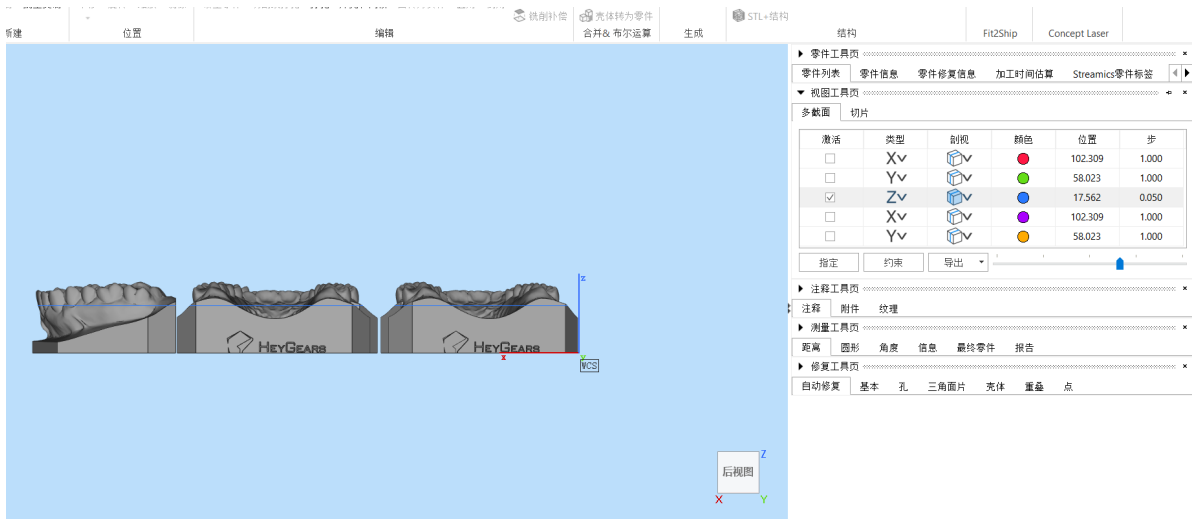 铣削补偿 壳体转为零件 STL+结构
新建 位置 编辑 合并& 布尔运算 生成 结构 Fit2Ship Concept Laser
零件工具页
零件列表 零件信息 零件修复信息 加工时间估算 Streamics零件标签
视图工具页
多截面 切片
激活 类型 剖视 颜色 位置 步
X 102.309 1.000
Y 58.023 1.000
Z 17.562 0.050
X 102.309 1.000
Y 58.023 1.000
指定 约束 导出
注释工具页
注释 附件 纹理
测量工具页
距离 圆形 角度 信息 最终零件 报告
修复工具页
自动修复 基本 孔 三角面片 壳体 重叠 点
z
HEYGEARS HEYGEARS
x y
WCS
后视图 Z
X Y